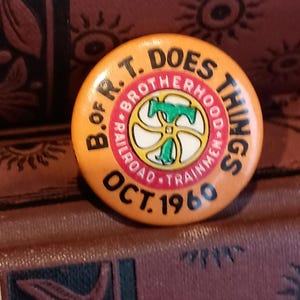 B. OF R. T. DOES THINGS
BROTHERHOOD
RAILROAD ★ TRAINMEN
OCT. 1960